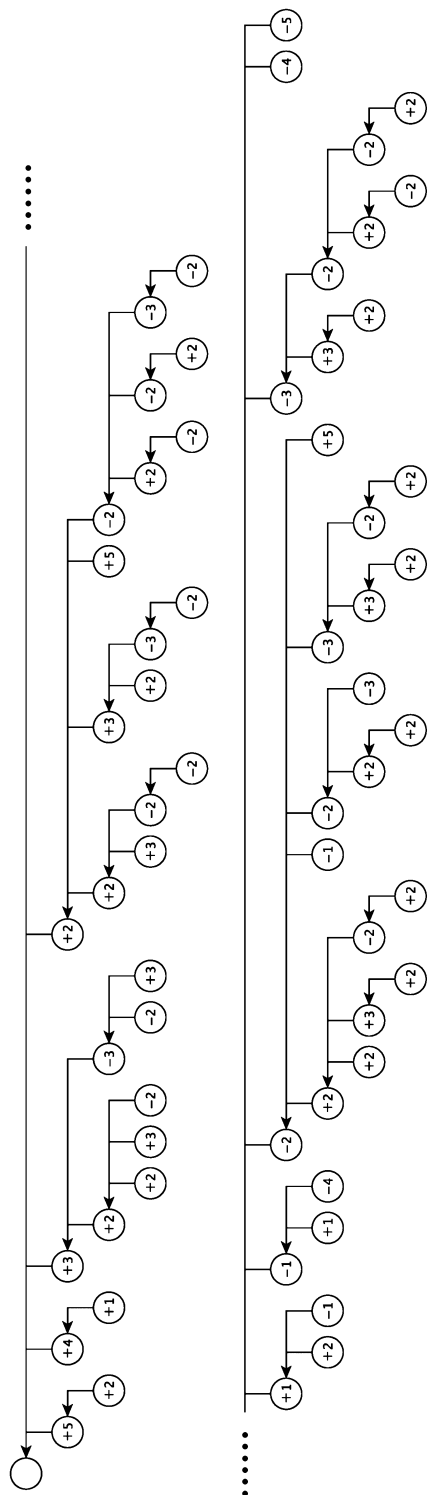 +5 +4 +3 +2 ......
+2 +1 +2 −3 +2 +3 +5 −2
+2 +3 −2 −2 +3 +3 −2 +2 −3 +2 −2 −3
−2 −2 −2 +2 −2
...... +1 −1 −2 −3 −4 −5
+2 −1 +1 −4 +2 −1 −2 −3 +5 +3 −2
+2 +3 −2 +2 −3 +3 −2 +2 +2 −2
+2 +2 +2 +2 +2 −2 +2